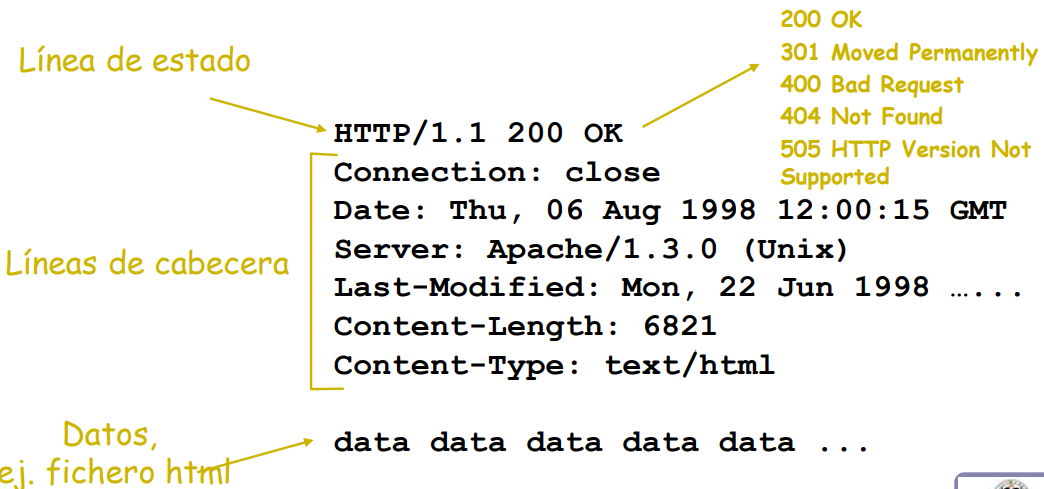 200 OK
301 Moved Permanently
400 Bad Request
404 Not Found
505 HTTP Version Not
Supported
Línea de estado
HTTP/1.1 200 OK
Connection: close
Date: Thu, 06 Aug 1998 12:00:15 GMT
Server: Apache/1.3.0 (Unix)
Last-Modified: Mon, 22 Jun 1998 …...
Content-Length: 6821
Content-Type: text/html
Líneas de cabecera
Datos,
ej. fichero html
data data data data data ...